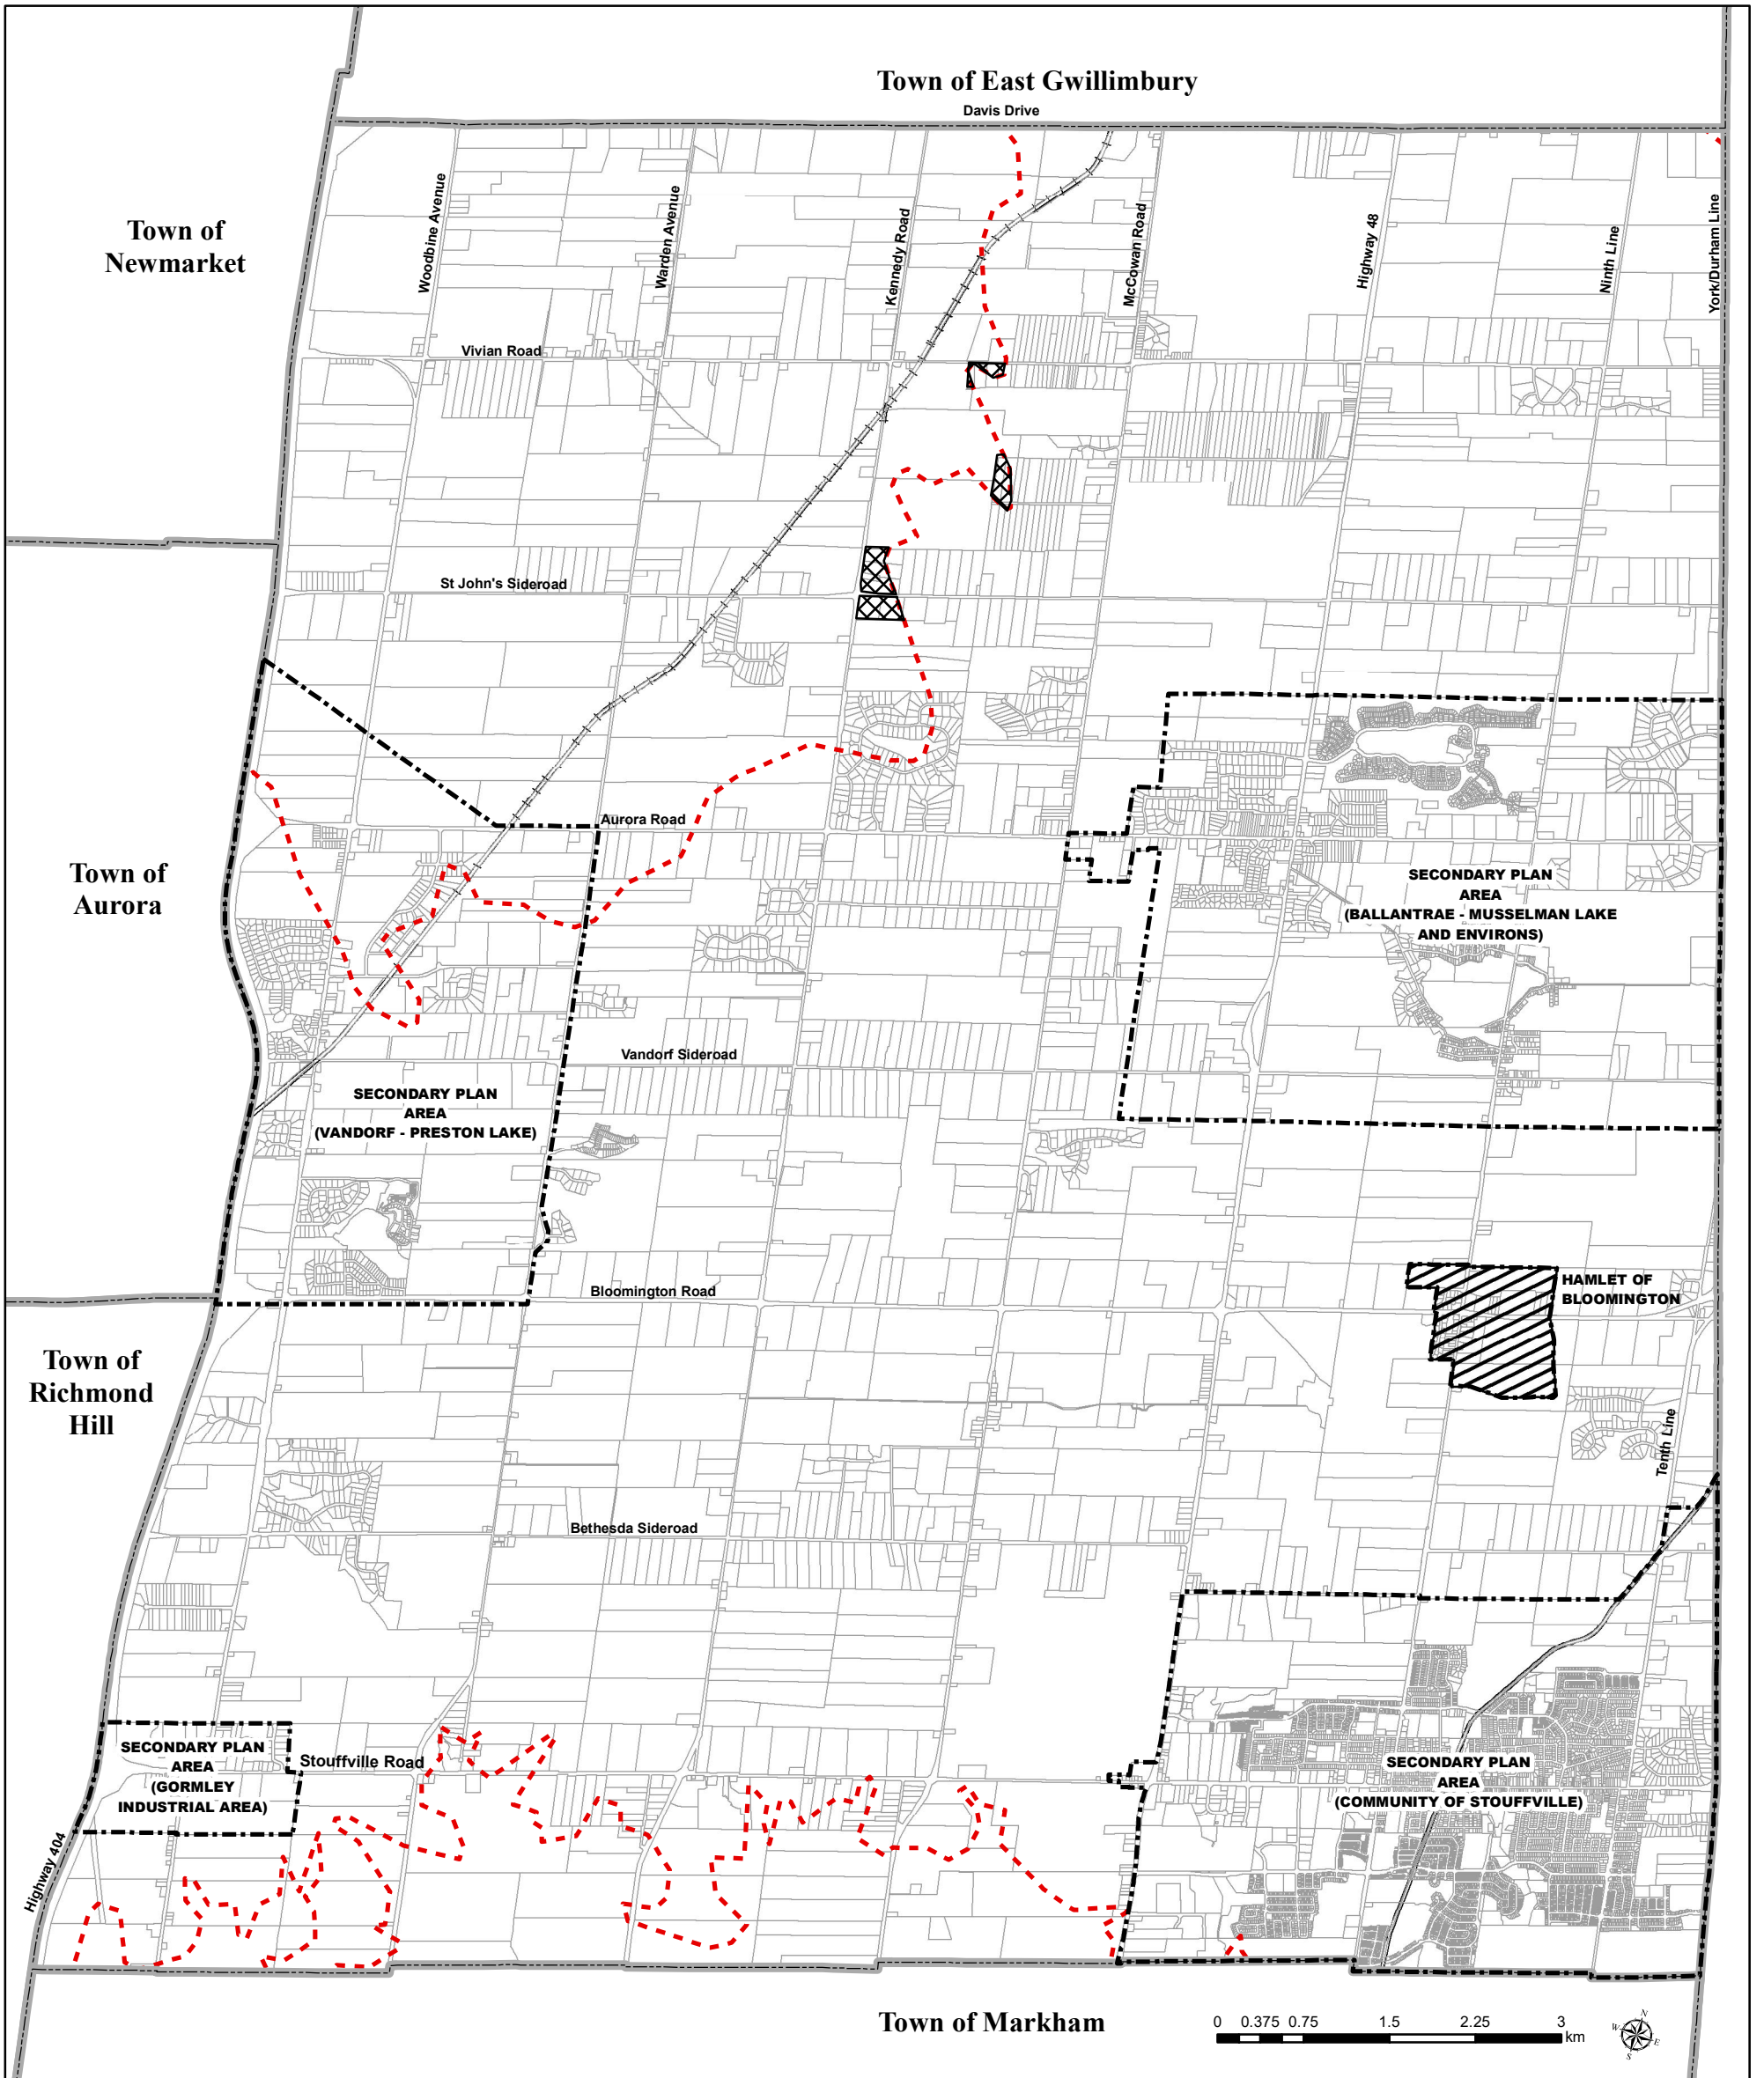 Town of East Gwillimbury
Davis Drive
Town of
Newmarket
Woodbine Avenue
Warden Avenue
Kennedy Road
McCowan Road
Highway 48
Ninth Line
York/Durham Line
Vivian Road
St John's Sideroad
Aurora Road
Town of
Aurora
SECONDARY PLAN
AREA
(BALLANTRAE - MUSSELMAN LAKE
AND ENVIRONS)
Vandorf Sideroad
SECONDARY PLAN
AREA
(VANDORF - PRESTON LAKE)
Bloomington Road
HAMLET OF
BLOOMINGTON
Town of
Richmond
Hill
Tenth Line
Bethesda Sideroad
SECONDARY PLAN
AREA
(GORMLEY
INDUSTRIAL AREA)
Stouffville Road
SECONDARY PLAN
AREA
(COMMUNITY OF STOUFFVILLE)
Highway 404
Town of Markham
0 0.375 0.75 1.5 2.25 3
km
N
W
E
S